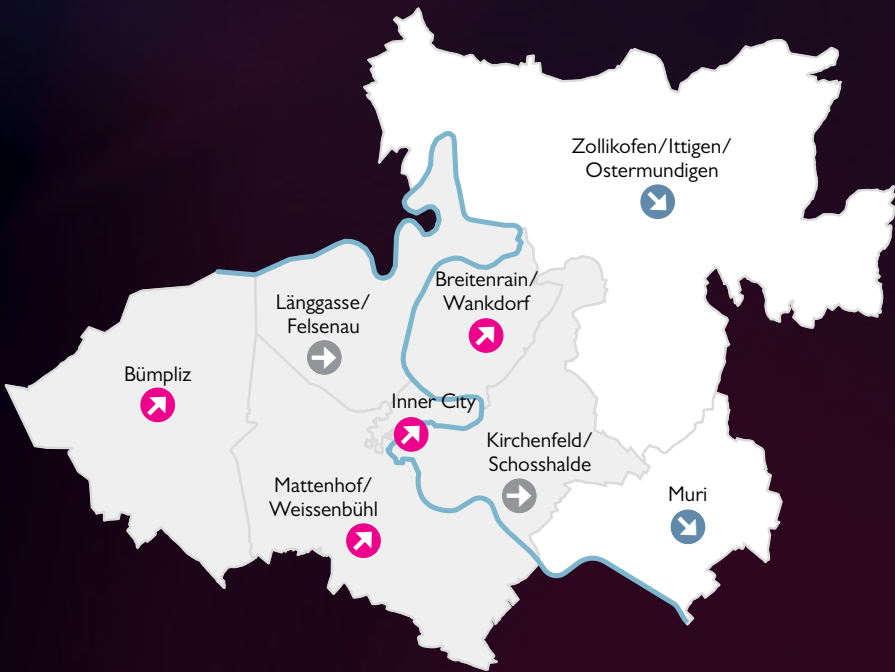 Zollikofen/Ittigen/
Ostermundigen
Breitenrain/
Wankdorf
Länggasse/
Felsenau
Bümpliz
Inner City
Kirchenfeld/
Schosshalde
Mattenhof/
Weissenbühl
Muri